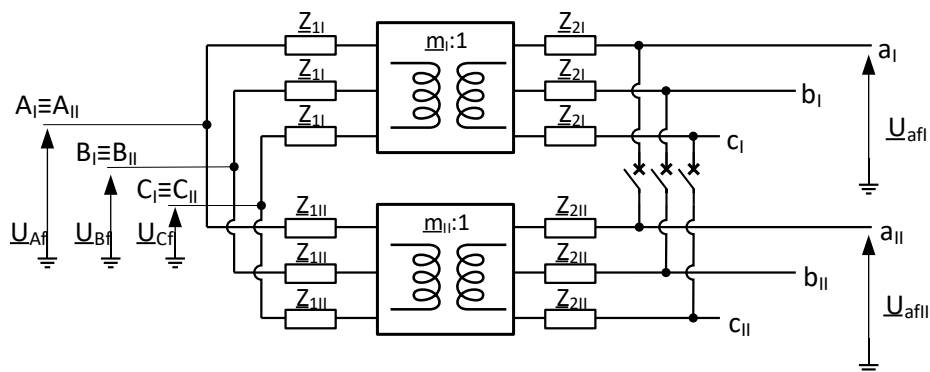 Z1I m̲I:1 Z2I
Z1I Z2I aI
Z1I Z2I bI
AI≡AII UafI
cI
BI≡BII
CI≡CII
Z1II mII:1 Z2II
UAf UBf UCf aII
Z1II Z2II
bII
Z1II Z2II UafII
cII